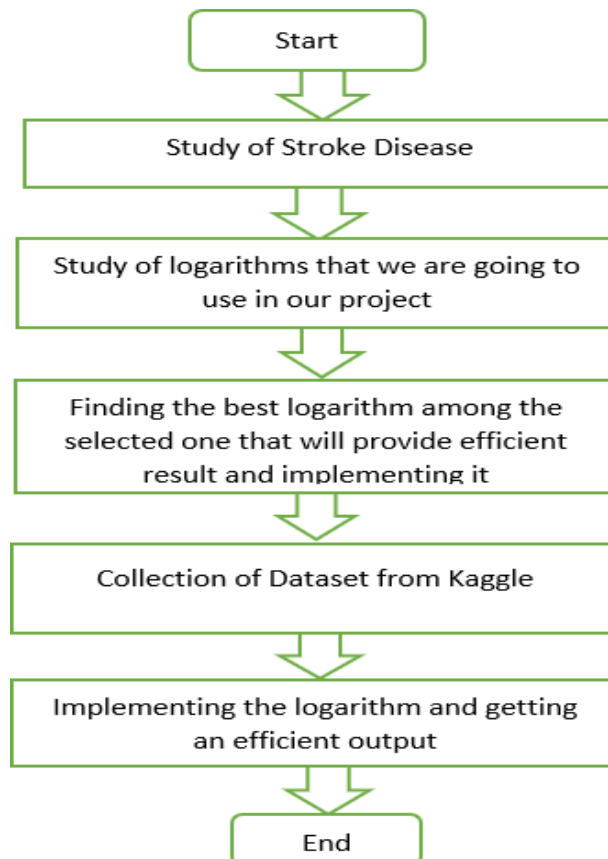 Start
Study of Stroke Disease
Study of logarithms that we are going to
use in our project
Finding the best logarithm among the
selected one that will provide efficient
result and implementing it
Collection of Dataset from Kaggle
Implementing the logarithm and getting
an efficient output
End